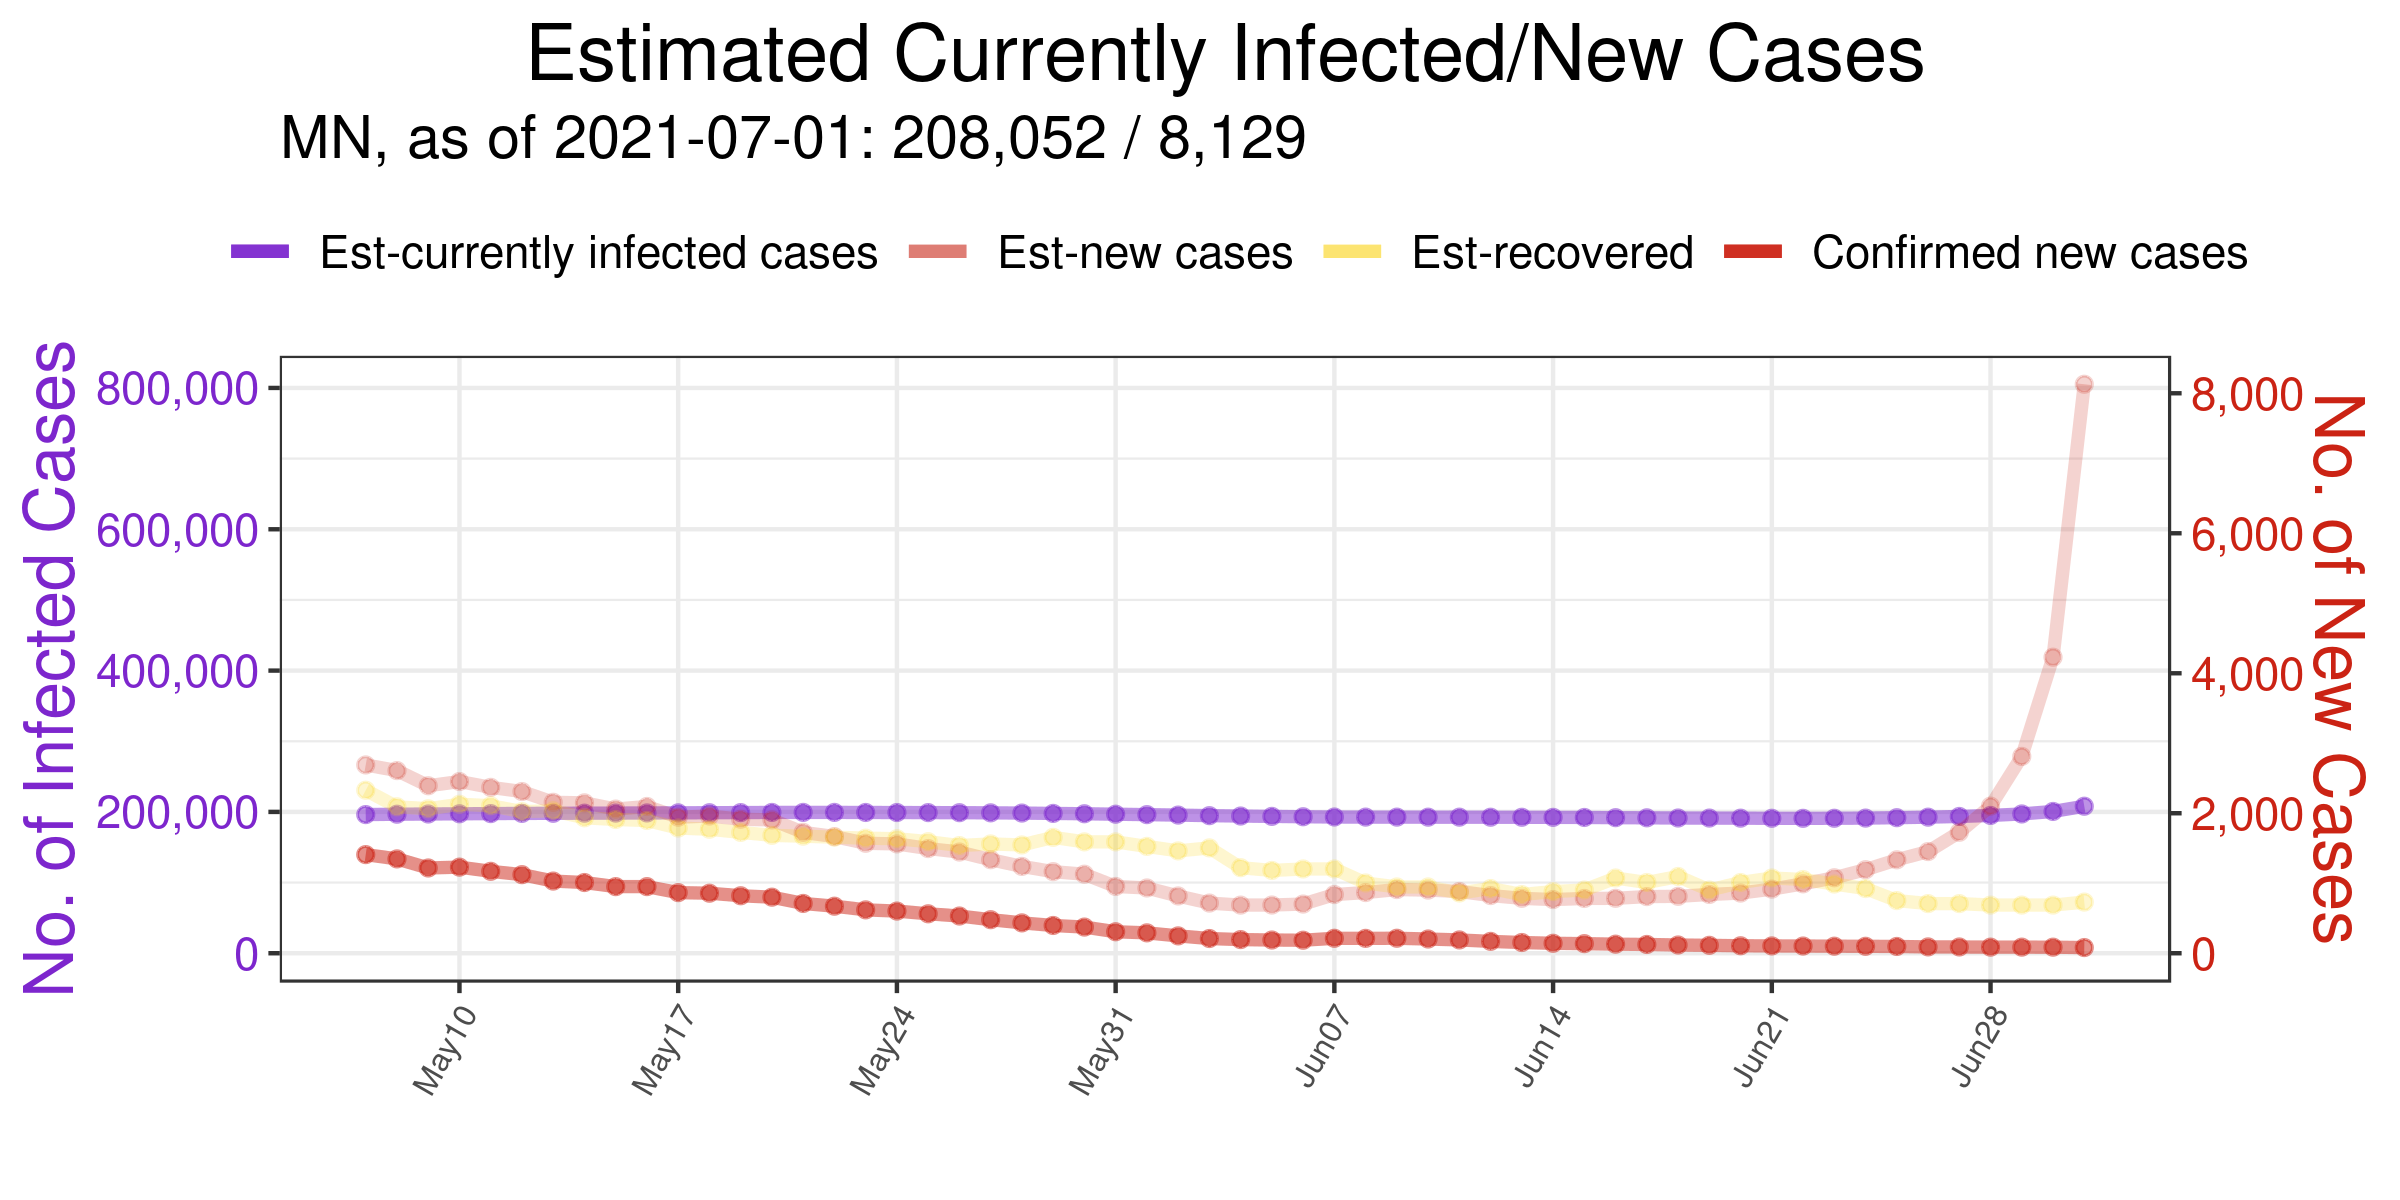 Estimated Currently Infected/New Cases
MN, as of 2021-07-01: 208,052 / 8,129
Est-currently infected cases Est-new cases Est-recovered Confirmed new cases
No. of Infected Cases
800,000
600,000
400,000
200,000
0
8,000
6,000
4,000
2,000
0
No. of New Cases
May10 May17 May24 May31 Jun07 Jun14 Jun21 Jun28